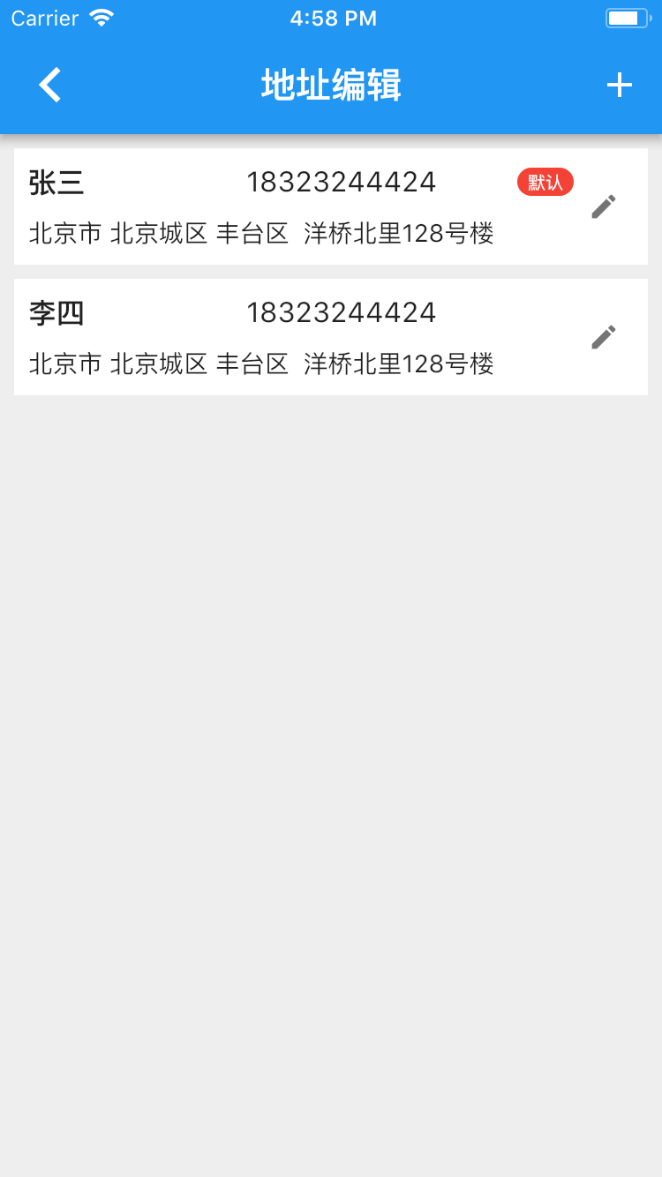 Carrier 4:58 PM
地址编辑
张三 18323244424 默认
北京市 北京城区 丰台区 洋桥北里128号楼
李四 18323244424
北京市 北京城区 丰台区 洋桥北里128号楼